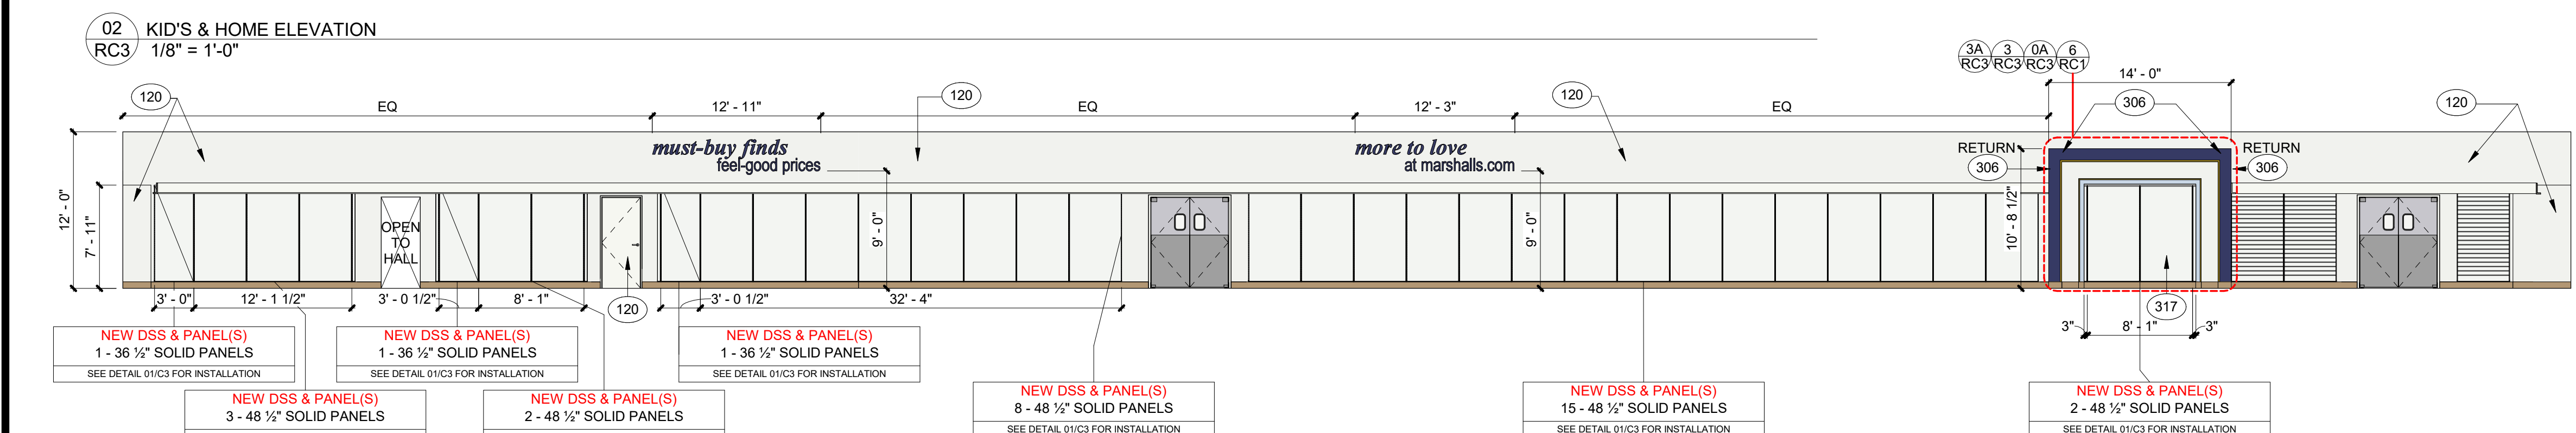 02
RC3
KID'S & HOME ELEVATION
1/8" = 1'-0"
3A
RC3
3
RC3
0A
RC3
6
RC1
14' - 0"
120
EQ
12' - 11"
120
EQ
12' - 3"
120
EQ
306
120
must-buy finds
feel-good prices
more to love
at marshalls.com
RETURN
306
RETURN
306
12' - 0"
7' - 11"
9' - 0"
9' - 0"
10' - 8 1/2"
OPEN
TO
HALL
3' - 0"
12' - 1 1/2"
3' - 0 1/2"
8' - 1"
120
3' - 0 1/2"
32' - 4"
317
3"
8' - 1"
3"
NEW DSS & PANEL(S)
1 - 36 ½" SOLID PANELS
SEE DETAIL 01/C3 FOR INSTALLATION
NEW DSS & PANEL(S)
1 - 36 ½" SOLID PANELS
SEE DETAIL 01/C3 FOR INSTALLATION
NEW DSS & PANEL(S)
1 - 36 ½" SOLID PANELS
SEE DETAIL 01/C3 FOR INSTALLATION
NEW DSS & PANEL(S)
3 - 48 ½" SOLID PANELS
NEW DSS & PANEL(S)
2 - 48 ½" SOLID PANELS
NEW DSS & PANEL(S)
8 - 48 ½" SOLID PANELS
SEE DETAIL 01/C3 FOR INSTALLATION
NEW DSS & PANEL(S)
15 - 48 ½" SOLID PANELS
SEE DETAIL 01/C3 FOR INSTALLATION
NEW DSS & PANEL(S)
2 - 48 ½" SOLID PANELS
SEE DETAIL 01/C3 FOR INSTALLATION